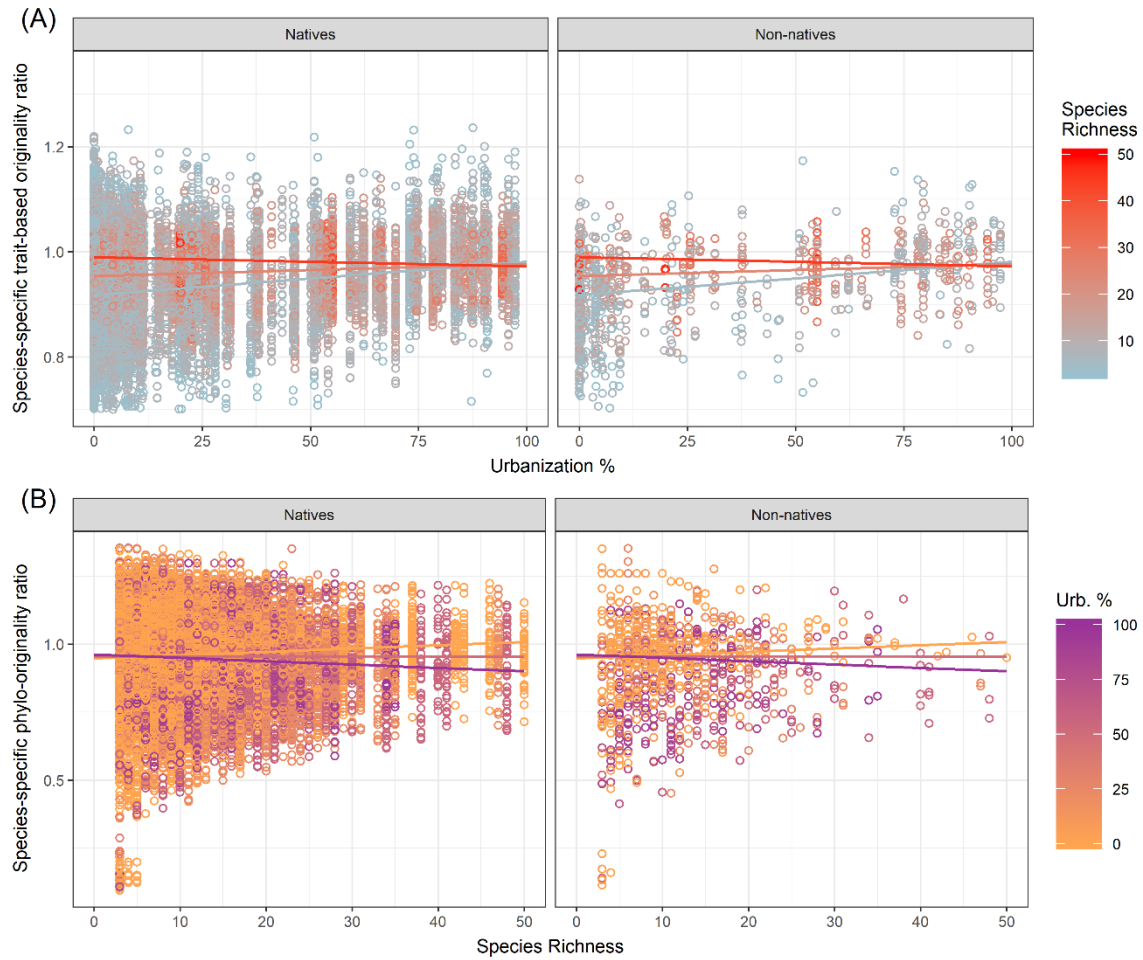 (A)
Natives
Non-natives
Species-specific trait-based originality ratio
1.2
1.0
0.8
0
25
50
75
100
0
25
50
75
100
Urbanization %
Species
Richness
50
40
30
20
10
(B)
Natives
Non-natives
Species-specific phylo-originality ratio
1.0
0.5
0
10
20
30
40
50
0
10
20
30
40
50
Species Richness
Urb. %
100
75
50
25
0